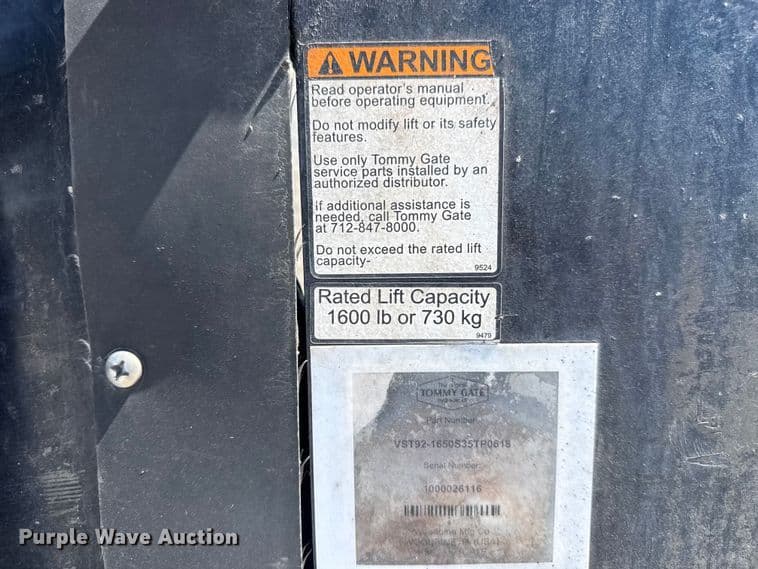 WARNING
Read operator's manual
before operating equipment.
Do not modify lift or its safety
features.
Use only Tommy Gate
service parts installed by an
authorized distributor.
If additional assistance is
needed, call Tommy Gate
at 712-847-8000.
Do not exceed the rated lift
capacity-
9524
Rated Lift Capacity
1600 lb or 730 kg
9479
TOMMY GATE
Part Number:
VST92-1650S35TP0618
Serial Number:
1000026116
Mfg Co
Purple Wave Auction